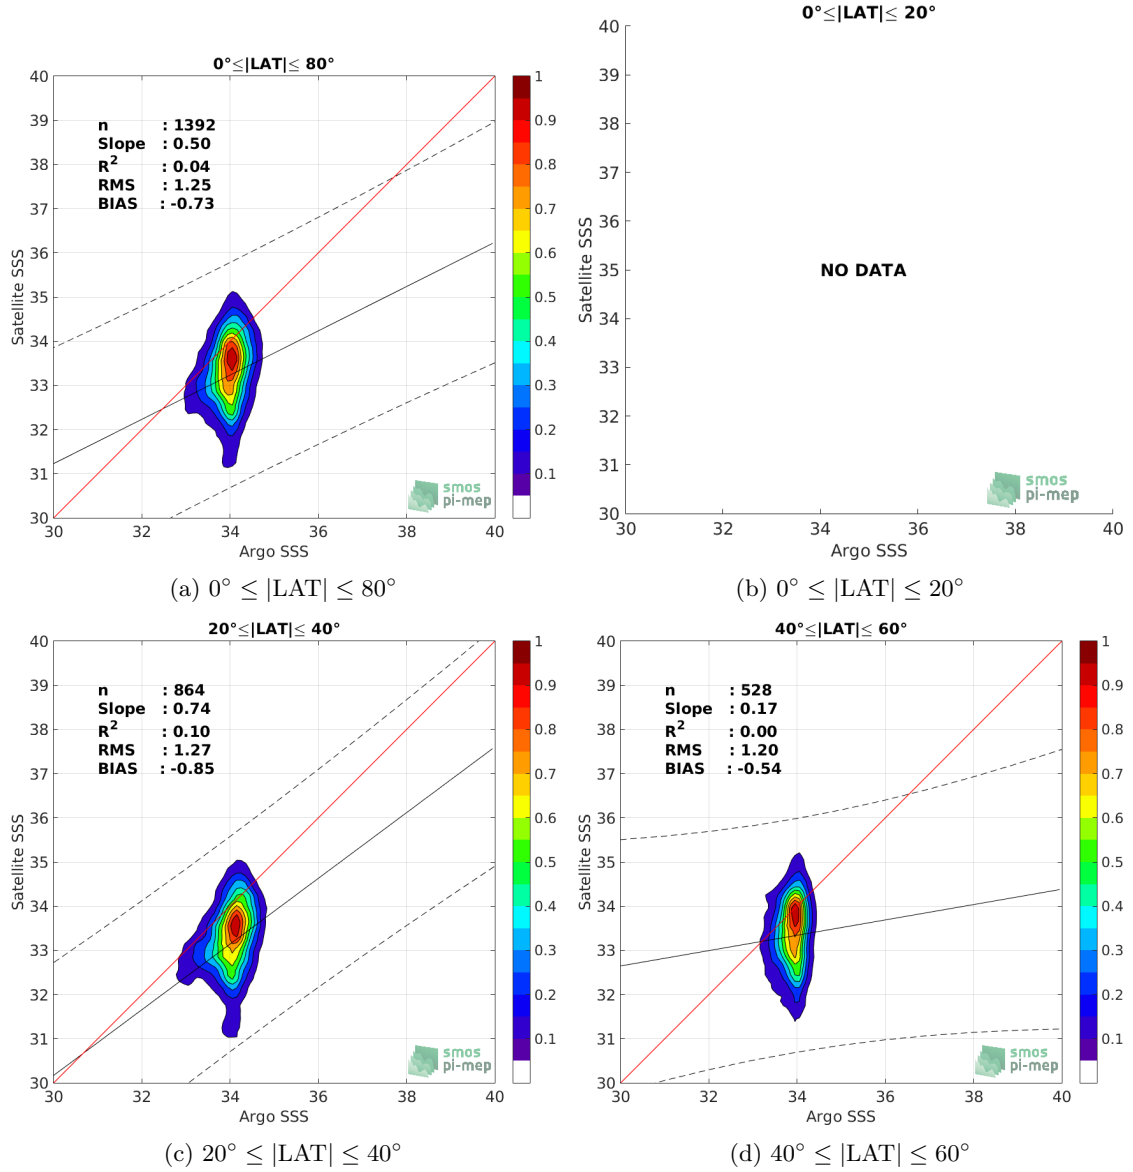 0°≤|LAT|≤ 80°
40
39
38
37
36
35
34
33
32
31
30
n : 1392
Slope : 0.50
R² : 0.04
RMS : 1.25
BIAS : -0.73
Satellite SSS
30 32 34 36 38 40
Argo SSS
1
0.9
0.8
0.7
0.6
0.5
0.4
0.3
0.2
0.1
smos
pi-mep
(a) 0° ≤ |LAT| ≤ 80°
0°≤|LAT|≤ 20°
40
39
38
37
36
35
34
33
32
31
30
Satellite SSS
NO DATA
smos
pi-mep
30 32 34 36 38 40
Argo SSS
(b) 0° ≤ |LAT| ≤ 20°
20°≤|LAT|≤ 40°
40
39
38
37
36
35
34
33
32
31
30
n : 864
Slope : 0.74
R² : 0.10
RMS : 1.27
BIAS : -0.85
Satellite SSS
30 32 34 36 38 40
Argo SSS
1
0.9
0.8
0.7
0.6
0.5
0.4
0.3
0.2
0.1
smos
pi-mep
(c) 20° ≤ |LAT| ≤ 40°
40°≤|LAT|≤ 60°
40
39
38
37
36
35
34
33
32
31
30
n : 528
Slope : 0.17
R² : 0.00
RMS : 1.20
BIAS : -0.54
Satellite SSS
30 32 34 36 38 40
Argo SSS
1
0.9
0.8
0.7
0.6
0.5
0.4
0.3
0.2
0.1
smos
pi-mep
(d) 40° ≤ |LAT| ≤ 60°